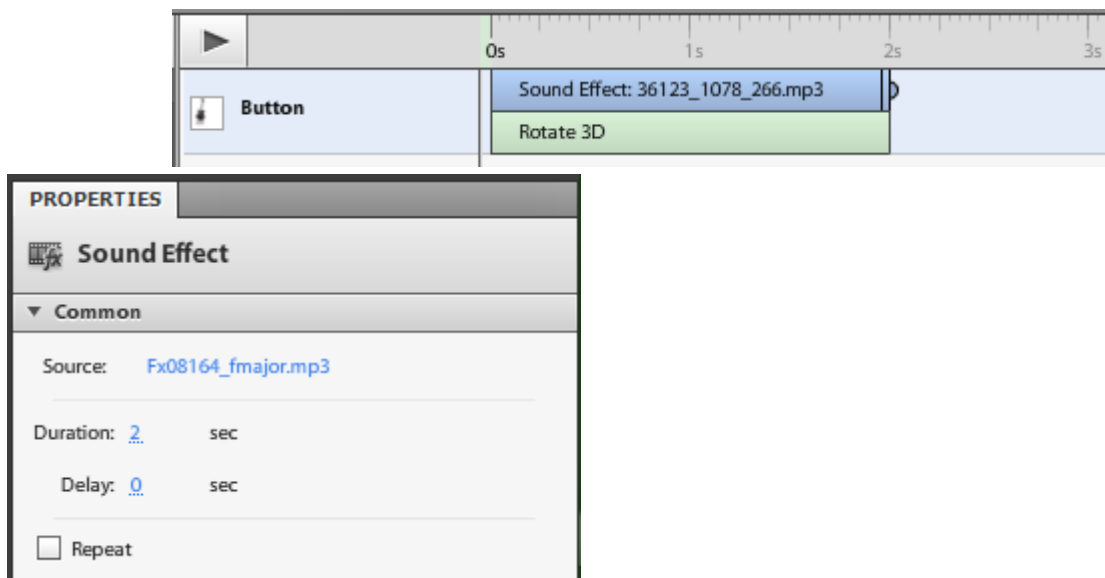 0s 1s 2s 3s
Sound Effect: 36123_1078_266.mp3
Button
Rotate 3D
PROPERTIES
fx Sound Effect
Common
Source: Fx08164_fmajor.mp3
Duration: 2 sec
Delay: 0 sec
Repeat